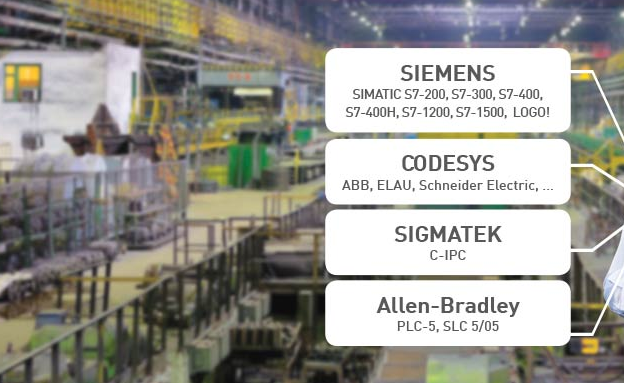 SIEMENS
SIMATIC S7-200, S7-300, S7-400,
S7-400H, S7-1200, S7-1500, LOGO!
CODESYS
ABB, ELAU, Schneider Electric, ...
SIGMATEK
C-IPC
Allen-Bradley
PLC-5, SLC 5/05